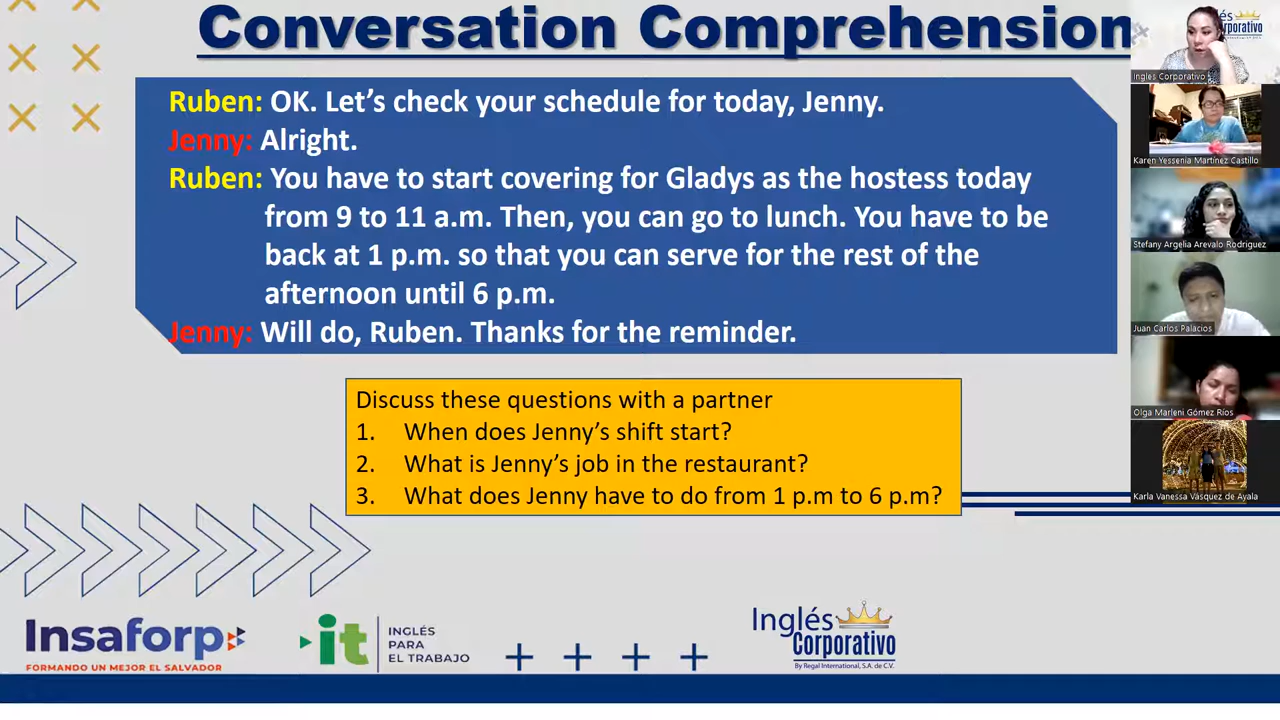 Conversation Comprehension
Ruben: OK. Let's check your schedule for today, Jenny.
Jenny: Alright.
Ruben: You have to start covering for Gladys as the hostess today
from 9 to 11 a.m. Then, you can go to lunch. You have to be
back at 1 p.m. so that you can serve for the rest of the
afternoon until 6 p.m.
Jenny: Will do, Ruben. Thanks for the reminder.
Discuss these questions with a partner
1. When does Jenny's shift start?
2. What is Jenny's job in the restaurant?
3. What does Jenny have to do from 1 p.m to 6 p.m?
Insaforp
FORMANDO UN MEJOR EL SALVADOR
it
INGLÉS
PARA
EL TRABAJO
Inglés
Corporativo
By Regal International, S.A. de C.V.
és
orporativo
Ingles Corporativo
Karen Yessenia Martínez Castillo
Stefany Argelia Arevalo Rodriguez
Juan Carlos Palacios
Olga Marleni Gómez Ríos
Karla Vanessa Vásquez de Ayala